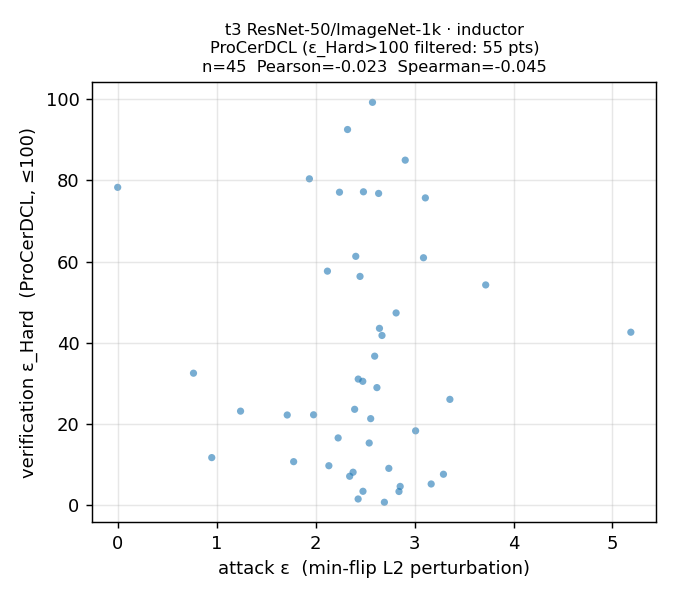 t3 ResNet-50/ImageNet-1k · inductor
ProCerDCL (ε_Hard>100 filtered: 55 pts)
n=45  Pearson=-0.023  Spearman=-0.045
100
80
60
40
20
0
verification ε_Hard  (ProCerDCL, ≤100)
0 1 2 3 4 5
attack ε  (min-flip L2 perturbation)